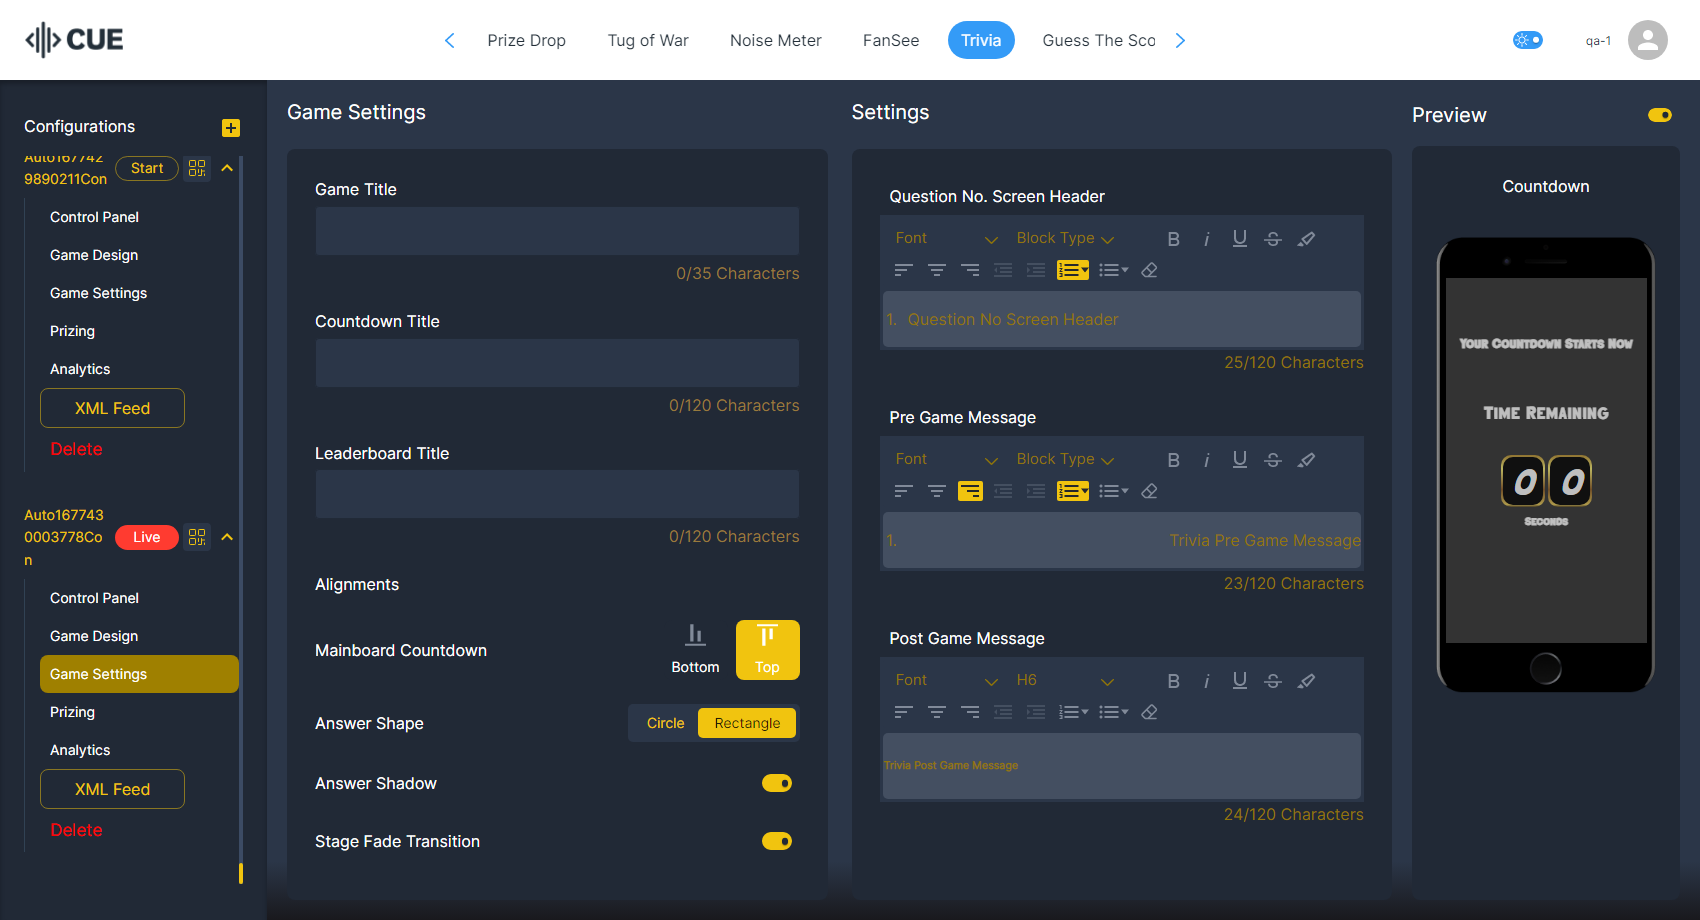 CUE
Prize Drop
Tug of War
Noise Meter
FanSee
Trivia
Guess The Sco
qa-1
Configurations
Auto167742
9890211Con
Start
Control Panel
Game Design
Game Settings
Prizing
Analytics
XML Feed
Delete
Auto167743
0003778Co
n
Live
Control Panel
Game Design
Game Settings
Prizing
Analytics
XML Feed
Delete
Game Settings
Game Title
0/35 Characters
Countdown Title
0/120 Characters
Leaderboard Title
0/120 Characters
Alignments
Mainboard Countdown
Bottom
Top
Answer Shape
Circle
Rectangle
Answer Shadow
Stage Fade Transition
Settings
Question No. Screen Header
Font
Block Type
B i U S
1. Question No Screen Header
25/120 Characters
Pre Game Message
Font
Block Type
B i U S
1. Trivia Pre Game Message
23/120 Characters
Post Game Message
Font
H6
B i U S
Trivia Post Game Message
24/120 Characters
Preview
Countdown
Your Countdown Starts Now
Time Remaining
0 0
Seconds